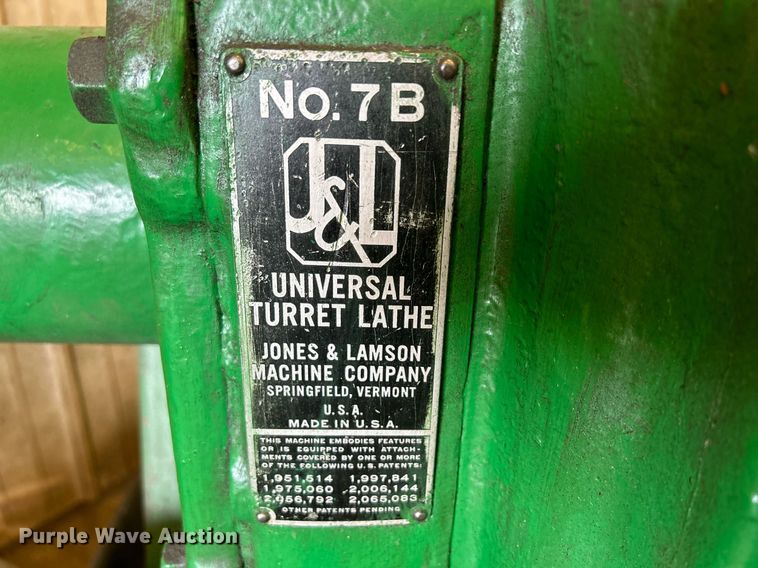 No. 7 B
J&L
UNIVERSAL
TURRET LATHE
JONES & LAMSON
MACHINE COMPANY
SPRINGFIELD, VERMONT
U.S.A.
MADE IN U.S.A.
THIS MACHINE EMBODIES FEATURES
OR IS EQUIPPED WITH ATTACH-
MENTS COVERED BY ONE OR MORE
OF THE FOLLOWING U.S. PATENTS:
1,951,514 1,997,841
1,975,060 2,006,144
2,056,792 2,065,083
OTHER PATENTS PENDING
Purple Wave Auction